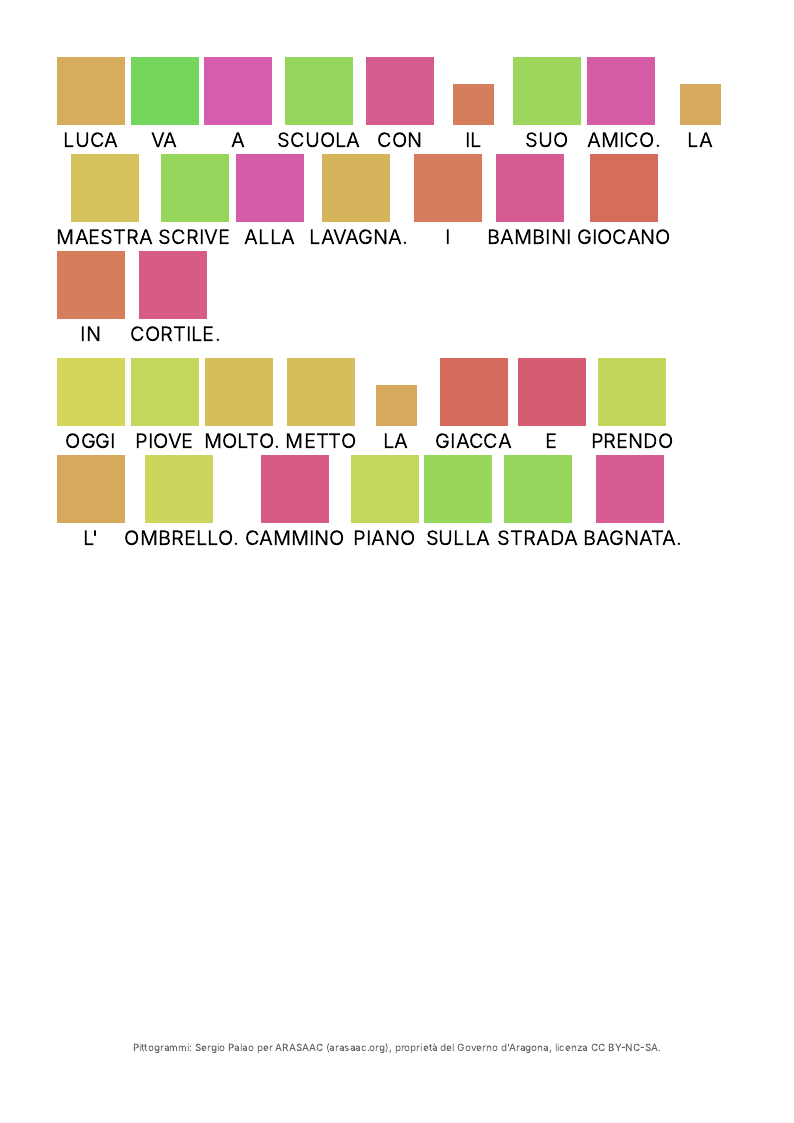 LUCA VA A SCUOLA CON IL SUO AMICO. LA
MAESTRA SCRIVE ALLA LAVAGNA. I BAMBINI GIOCANO
IN CORTILE.
OGGI PIOVE MOLTO. METTO LA GIACCA E PRENDO
L' OMBRELLO. CAMMINO PIANO SULLA STRADA BAGNATA.
Pittogrammi: Sergio Palao per ARASAAC (arasaac.org), proprietà del Governo d'Aragona, licenza CC BY-NC-SA.